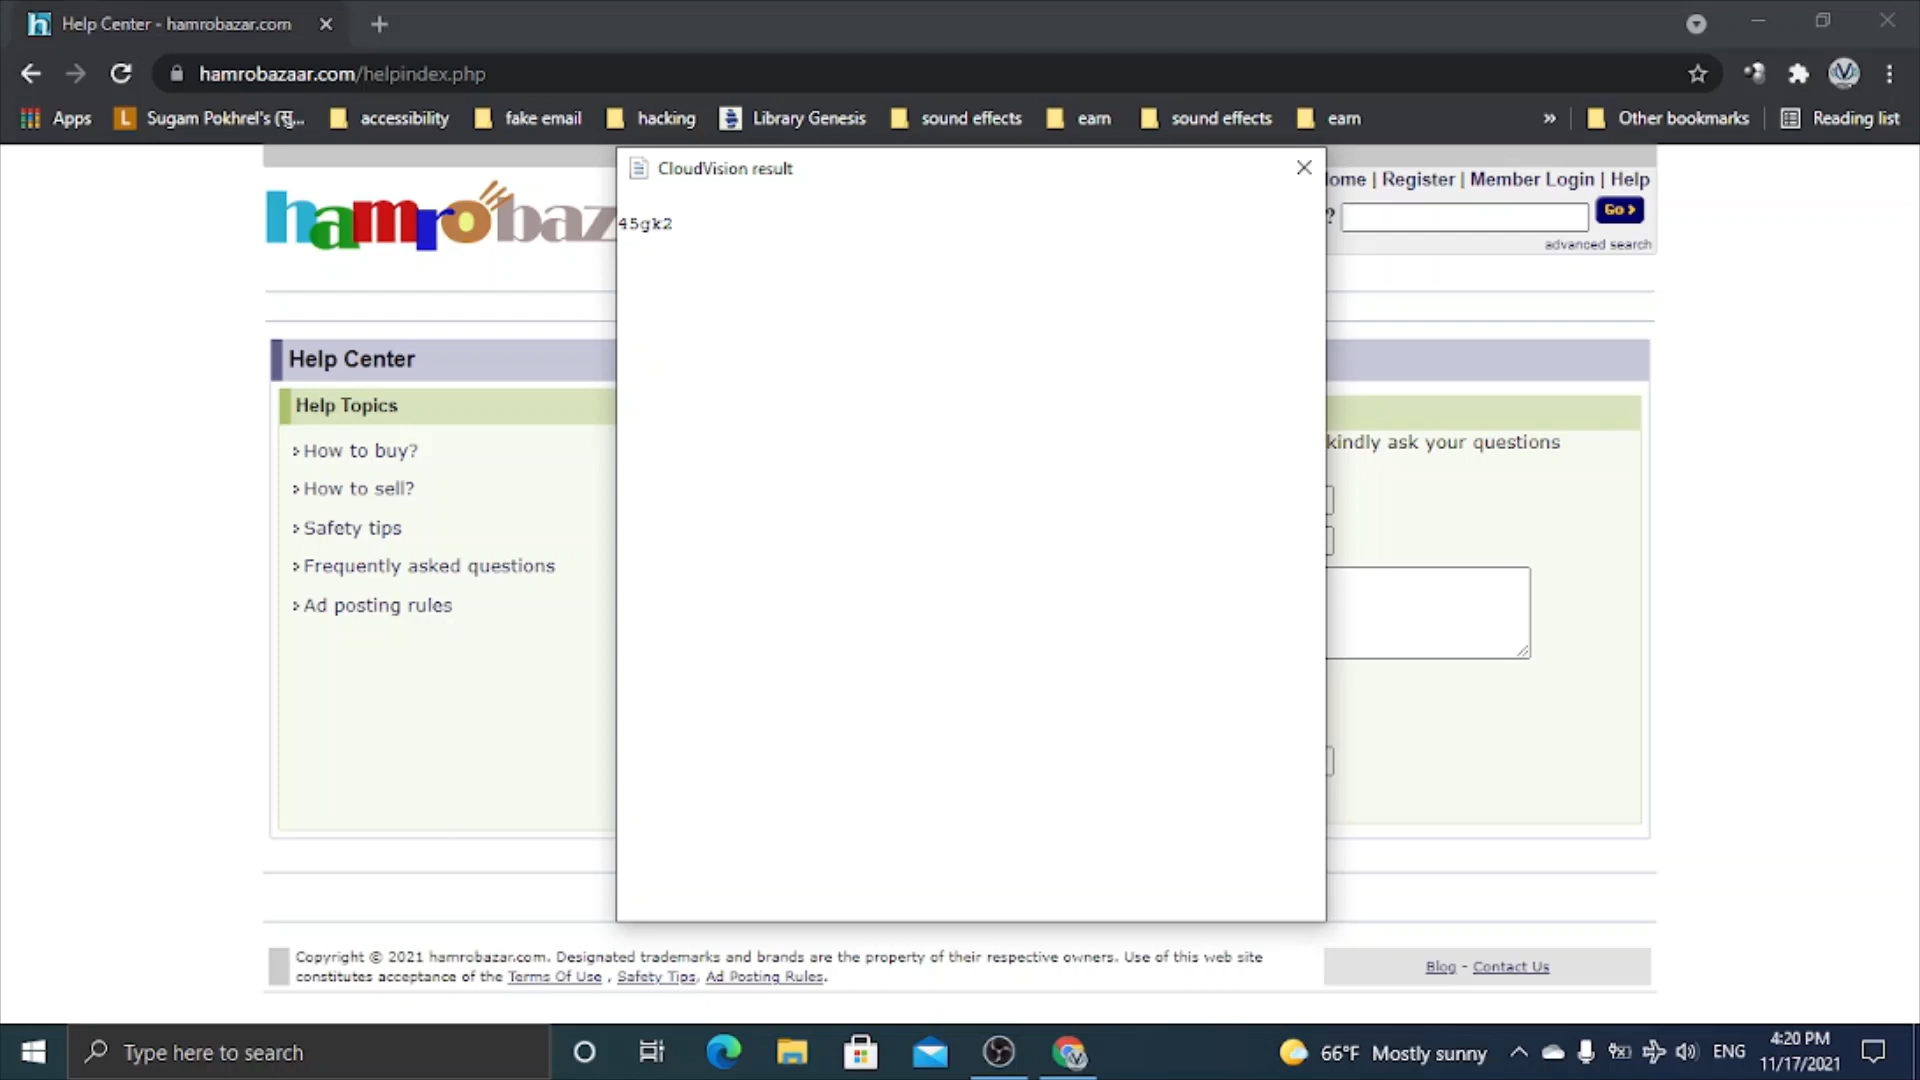 Help Center - hamrobazar.com
hamrobazaar.com/helpindex.php
Apps
L
Sugam Pokhrel's
accessibility
fake email
hacking
Library Genesis
sound effects
earn
sound effects
earn
»
Other bookmarks
Reading list
CloudVision result
45gk2
hamrobaz
ome | Register | Member Login | Help
? Go >
advanced search
Help Center
Help Topics
How to buy?
How to sell?
Safety tips
Frequently asked questions
Ad posting rules
kindly ask your questions
Copyright © 2021 hamrobazar.com. Designated trademarks and brands are the property of their respective owners. Use of this web site
constitutes acceptance of the Terms Of Use , Safety Tips, Ad Posting Rules.
Blog - Contact Us
Type here to search
66°F Mostly sunny
ENG
4:20 PM
11/17/2021